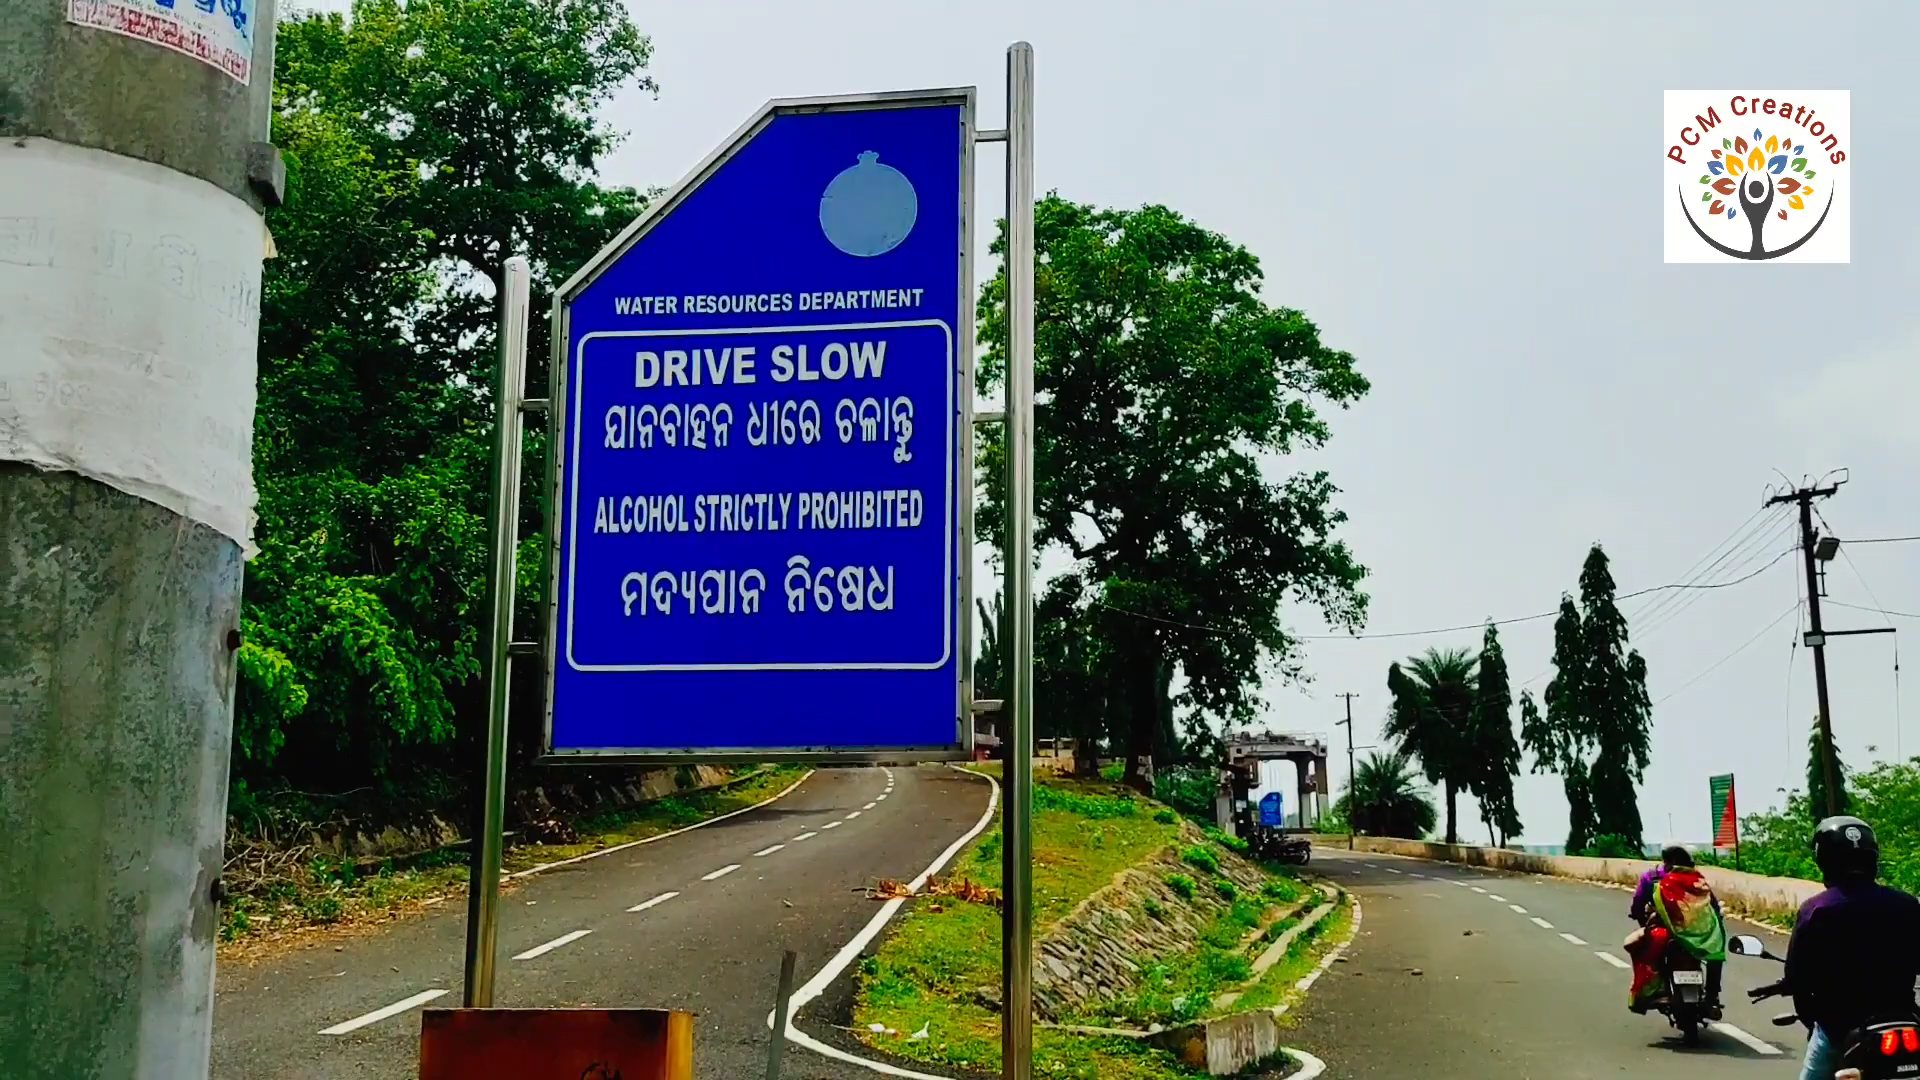 PCM Creations
WATER RESOURCES DEPARTMENT
DRIVE SLOW
ଯାନବାହନ ଧୀରେ ଚଳାନ୍ତୁ
ALCOHOL STRICTLY PROHIBITED
ମଦ୍ୟପାନ ନିଷେଧ